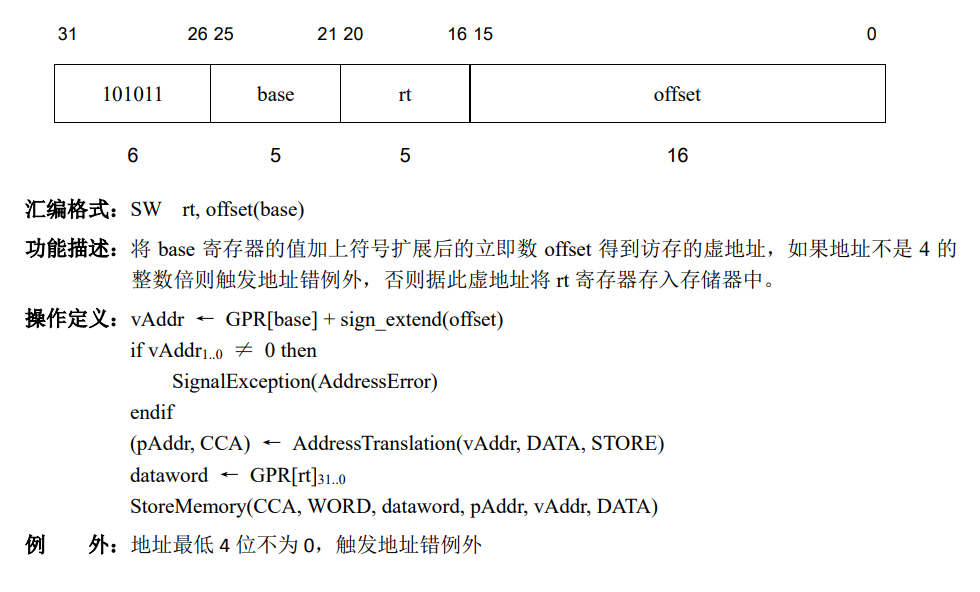 31 26 25 21 20 16 15 0
101011 base rt offset
6 5 5 16
汇编格式：SW rt, offset(base)
功能描述：将 base 寄存器的值加上符号扩展后的立即数 offset 得到访存的虚地址，如果地址不是 4 的
整数倍则触发地址错例外，否则据此虚地址将 rt 寄存器存入存储器中。
操作定义：vAddr ← GPR[base] + sign_extend(offset)
if vAddr1..0 ≠ 0 then
SignalException(AddressError)
endif
(pAddr, CCA) ← AddressTranslation(vAddr, DATA, STORE)
dataword ← GPR[rt]31..0
StoreMemory(CCA, WORD, dataword, pAddr, vAddr, DATA)
例 外：地址最低 4 位不为 0，触发地址错例外